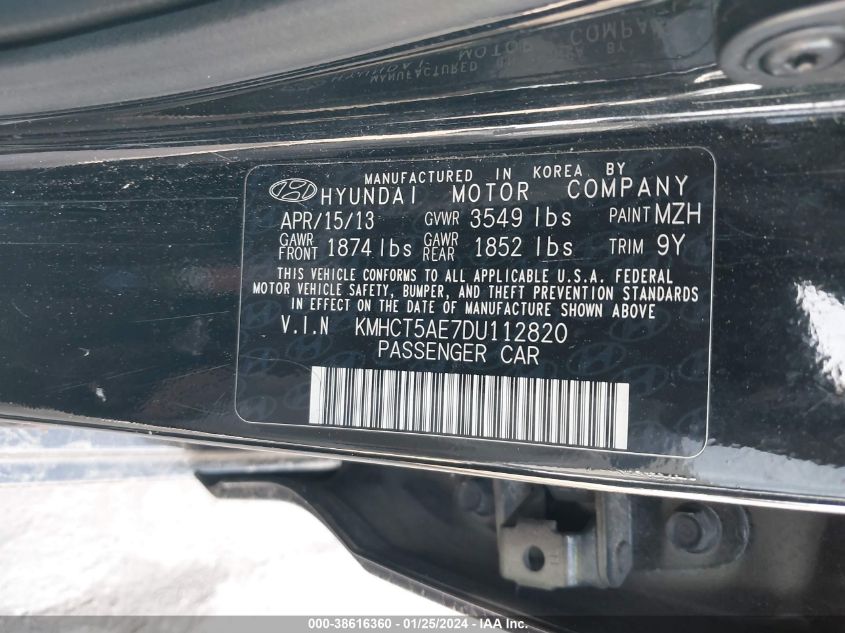 MANUFACTURED IN KOREA BY
HYUNDAI MOTOR COMPANY
APR/15/13 GVWR 3549 lbs PAINT MZH
GAWR FRONT 1874 lbs GAWR REAR 1852 lbs TRIM 9Y
THIS VEHICLE CONFORMS TO ALL APPLICABLE U.S.A. FEDERAL
MOTOR VEHICLE SAFETY, BUMPER, AND THEFT PREVENTION STANDARDS
IN EFFECT ON THE DATE OF MANUFACTURE SHOWN ABOVE
V.I.N KMHCT5AE7DU112820
PASSENGER CAR
000-38616360 - 01/25/2024 - IAA Inc.